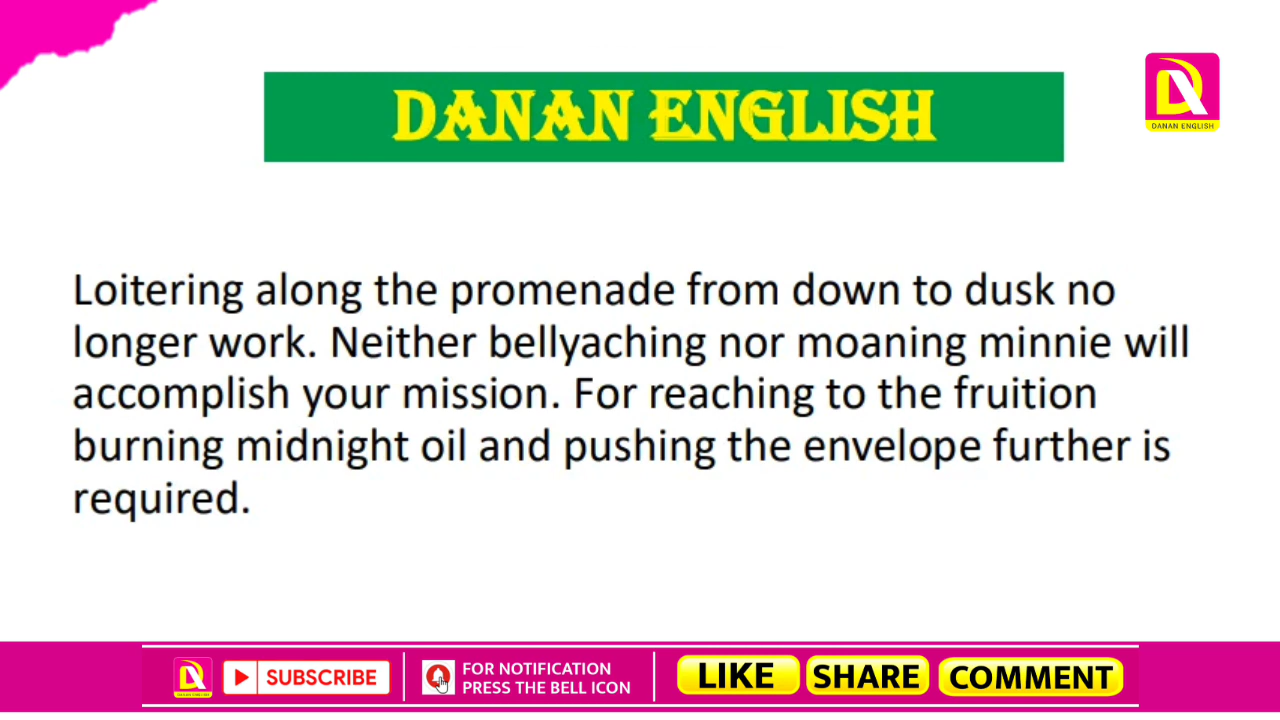 DANAN ENGLISH
DANAN ENGLISH
Loitering along the promenade from down to dusk no
longer work. Neither bellyaching nor moaning minnie will
accomplish your mission. For reaching to the fruition
burning midnight oil and pushing the envelope further is
required.
DANAN ENGLISH
SUBSCRIBE
FOR NOTIFICATION
PRESS THE BELL ICON
LIKE
SHARE
COMMENT